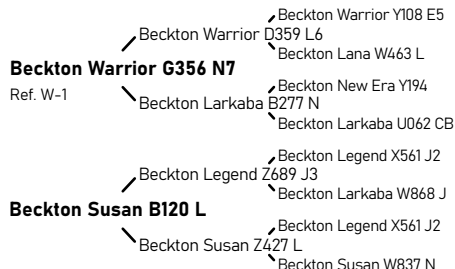 Beckton Warrior Y108 E5
Beckton Warrior D359 L6
Beckton Lana W463 L
Beckton Warrior G356 N7
Ref. W-1
Beckton New Era Y194
Beckton Larkaba B277 N
Beckton Larkaba U062 CB
Beckton Legend X561 J2
Beckton Legend Z689 J3
Beckton Larkaba W868 J
Beckton Susan B120 L
Beckton Legend X561 J2
Beckton Susan Z427 L
Beckton Susan W837 N